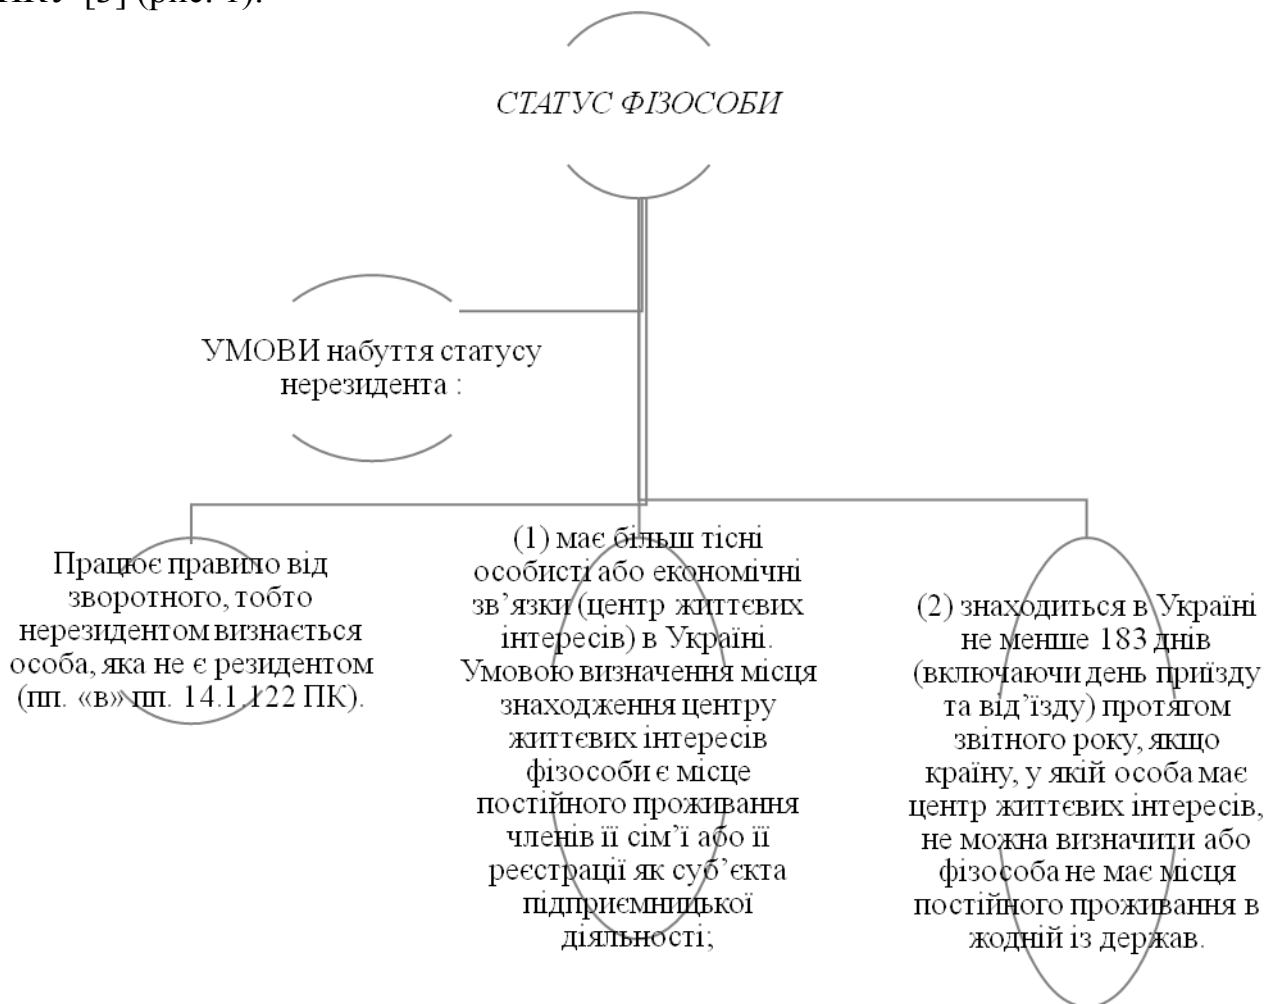 [3] (рис. 1).
СТАТУС ФІЗОСОБИ
УМОВИ набуття статусу
нерезидента :
Працює правило від
зворотного, тобто
нерезидентом визнається
особа, яка не є резидентом
(пп. «в» пп. 14.1.122 ПК).
(1) має більш тісні
особисті або економічні
зв’язки (центр життєвих
інтересів) в Україні.
Умовою визначення місця
знаходження центру
життєвих інтересів
фізособи є місце
постійного проживання
членів її сім’ї або її
реєстрації як суб’єкта
підприємницької
діяльності;
(2) знаходиться в Україні
не менше 183 днів
(включаючи день приїзду
та від’їзду) протягом
звітного року, якщо
країну, у якій особа має
центр життєвих інтересів,
не можна визначити або
фізособа не має місця
постійного проживання в
жодній із держав.